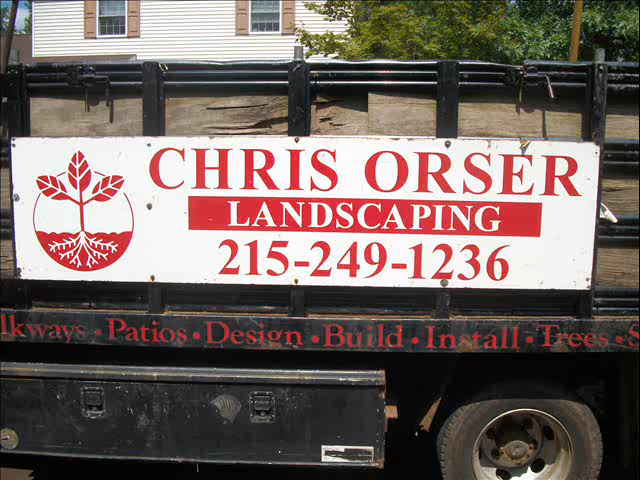 CHRIS ORSER
LANDSCAPING
215-249-1236
lkways • Patios • Design • Build • Install • Trees • S